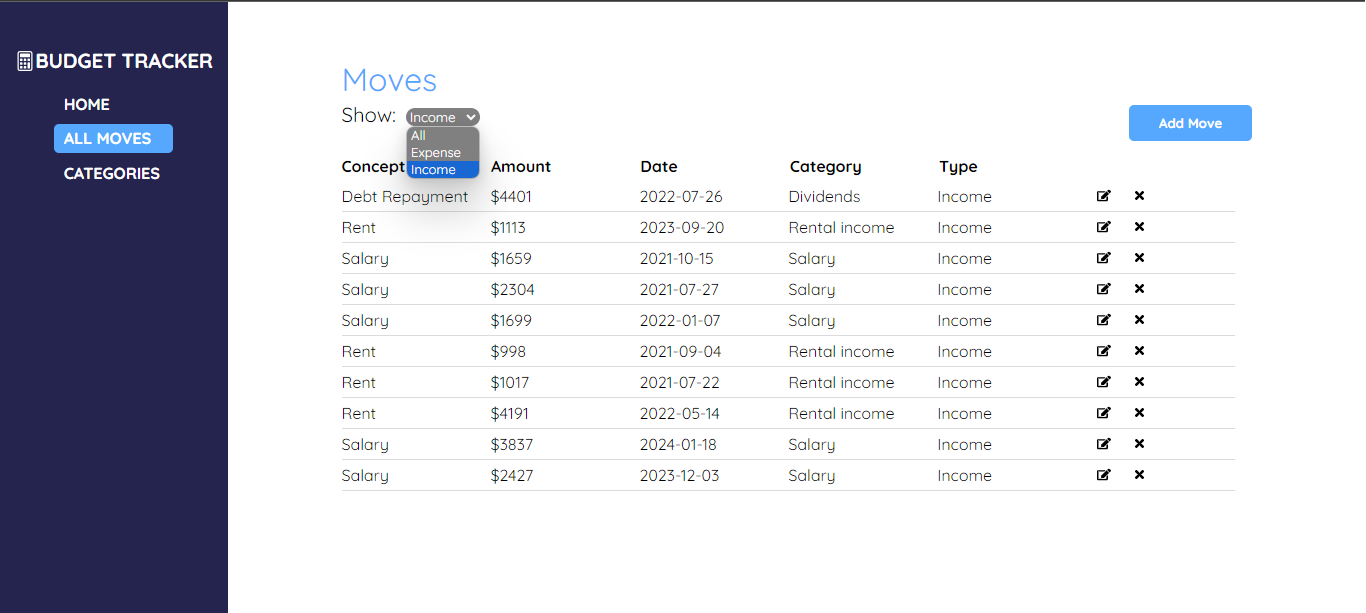 BUDGET TRACKER
HOME
ALL MOVES
CATEGORIES
Moves
Show: Income
All
Expense
Income
Add Move
Concept Amount Date Category Type
Debt Repayment $4401 2022-07-26 Dividends Income
Rent $1113 2023-09-20 Rental income Income
Salary $1659 2021-10-15 Salary Income
Salary $2304 2021-07-27 Salary Income
Salary $1699 2022-01-07 Salary Income
Rent $998 2021-09-04 Rental income Income
Rent $1017 2021-07-22 Rental income Income
Rent $4191 2022-05-14 Rental income Income
Salary $3837 2024-01-18 Salary Income
Salary $2427 2023-12-03 Salary Income